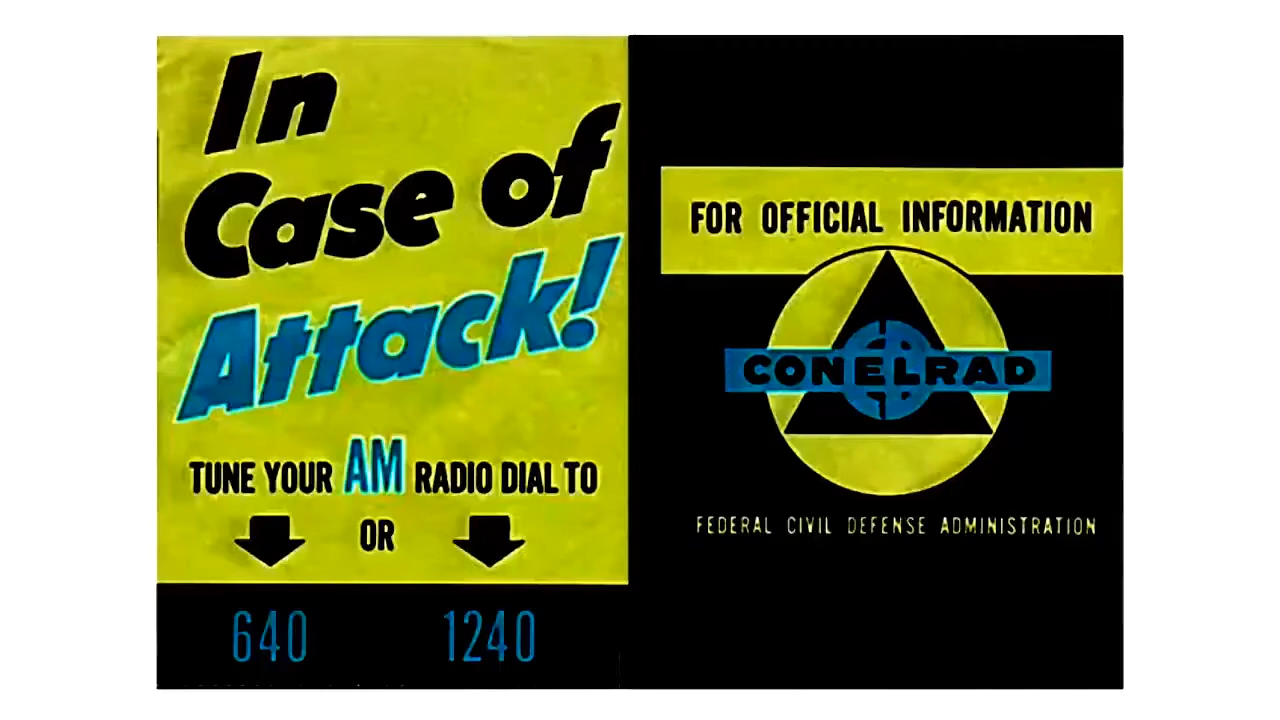 In
Case of
Attack!
TUNE YOUR AM RADIO DIAL TO
OR
640 1240
FOR OFFICIAL INFORMATION
CONELRAD
FEDERAL CIVIL DEFENSE ADMINISTRATION